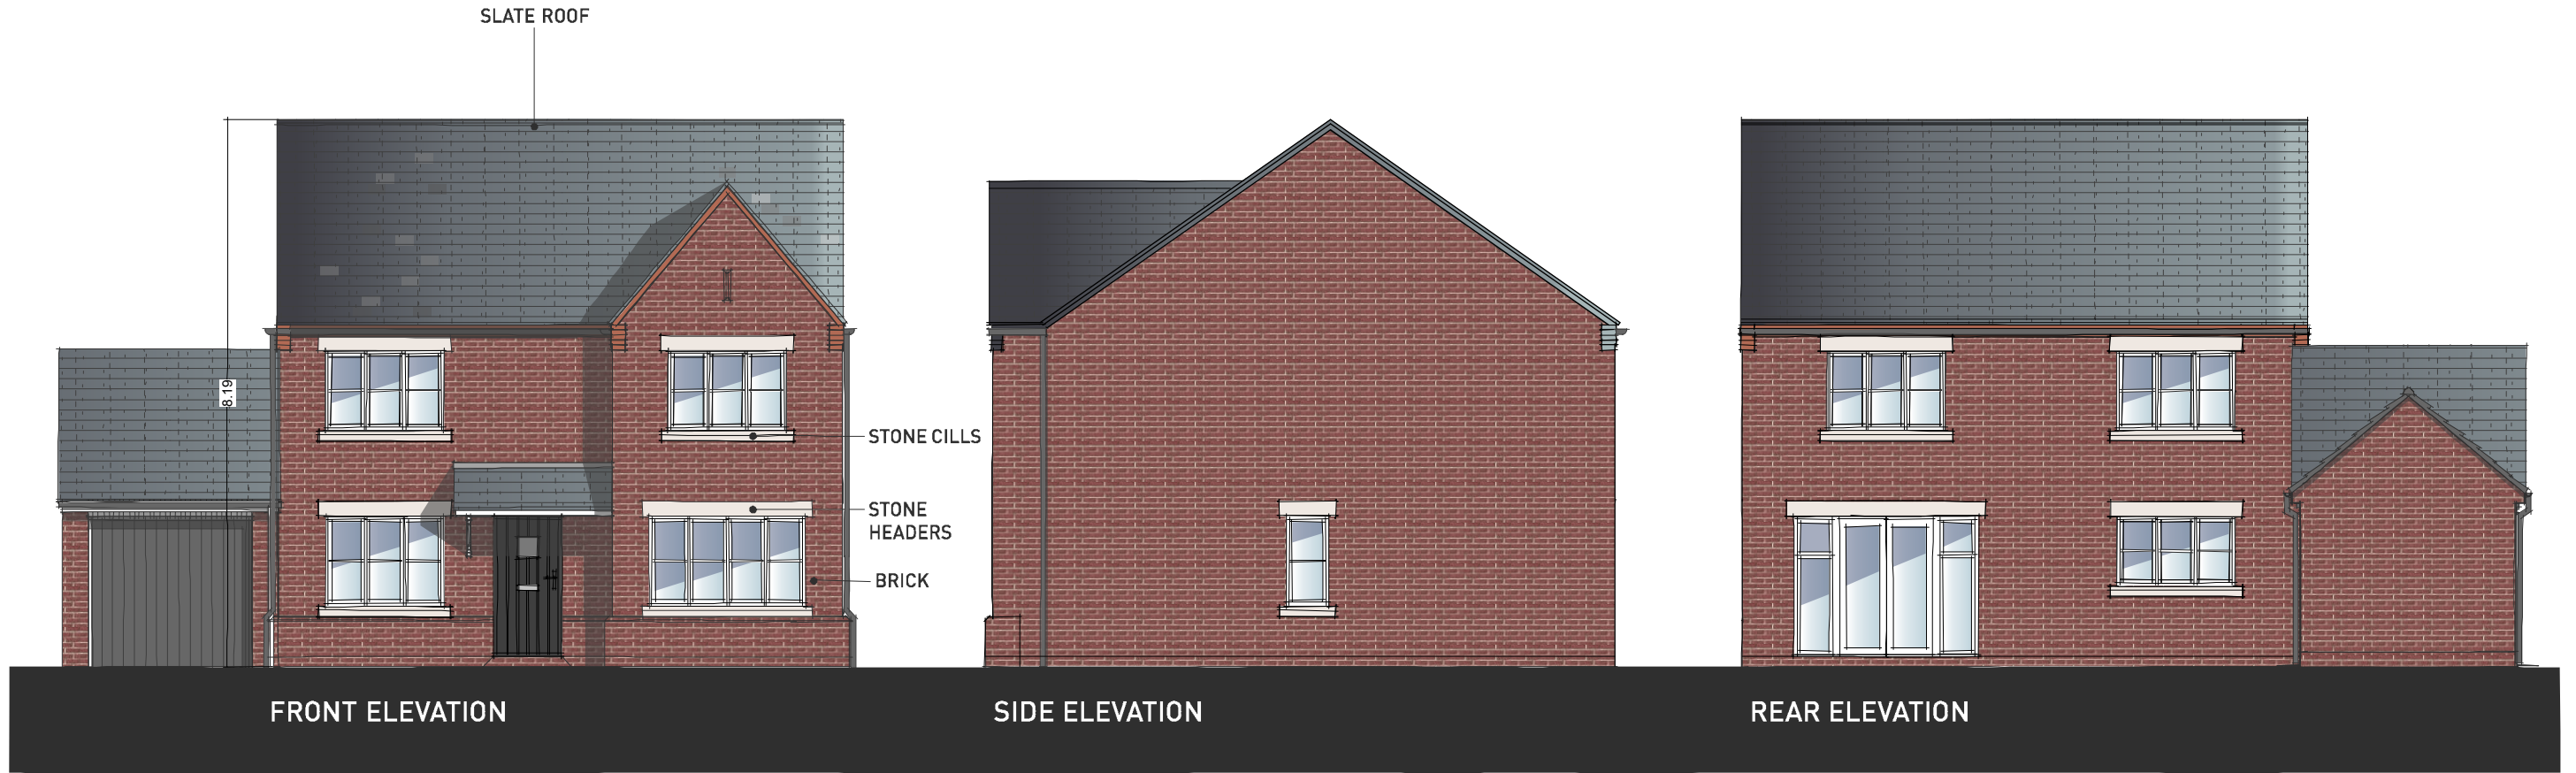 SLATE ROOF
8.19
STONE CILLS
STONE
HEADERS
BRICK
FRONT ELEVATION
SIDE ELEVATION
REAR ELEVATION